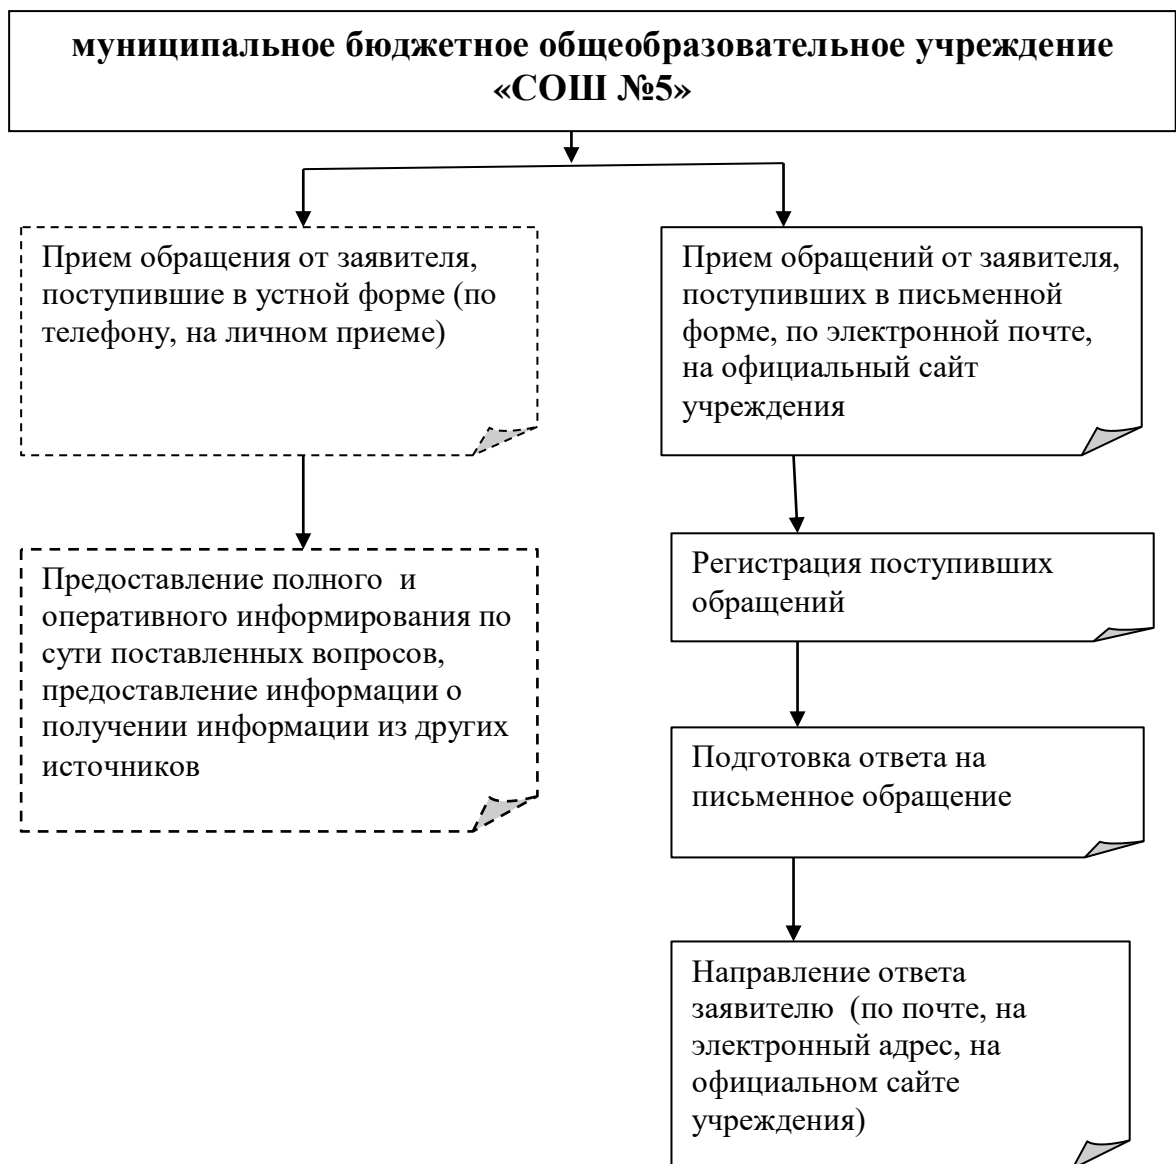 муниципальное бюджетное общеобразовательное учреждение
«СОШ №5»
Прием обращения от заявителя,
поступившие в устной форме (по
телефону, на личном приеме)
Предоставление полного и
оперативного информирования по
сути поставленных вопросов,
предоставление информации о
получении информации из других
источников
Прием обращений от заявителя,
поступивших в письменной
форме, по электронной почте,
на официальный сайт
учреждения
Регистрация поступивших
обращений
Подготовка ответа на
письменное обращение
Направление ответа
заявителю (по почте, на
электронный адрес, на
официальном сайте
учреждения)